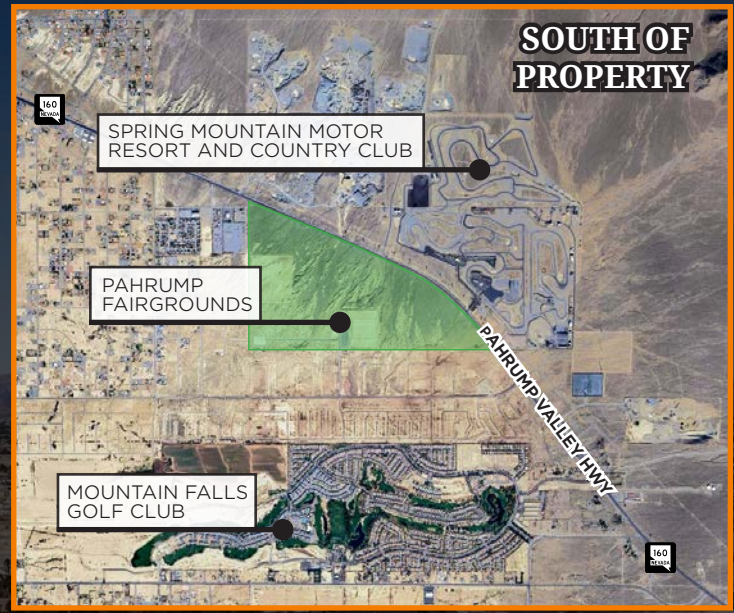 SOUTH OF
PROPERTY
160
NEVADA
SPRING MOUNTAIN MOTOR
RESORT AND COUNTRY CLUB
PAHRUMP
FAIRGROUNDS
PAHRUMP VALLEY HWY
MOUNTAIN FALLS
GOLF CLUB
160
NEVADA